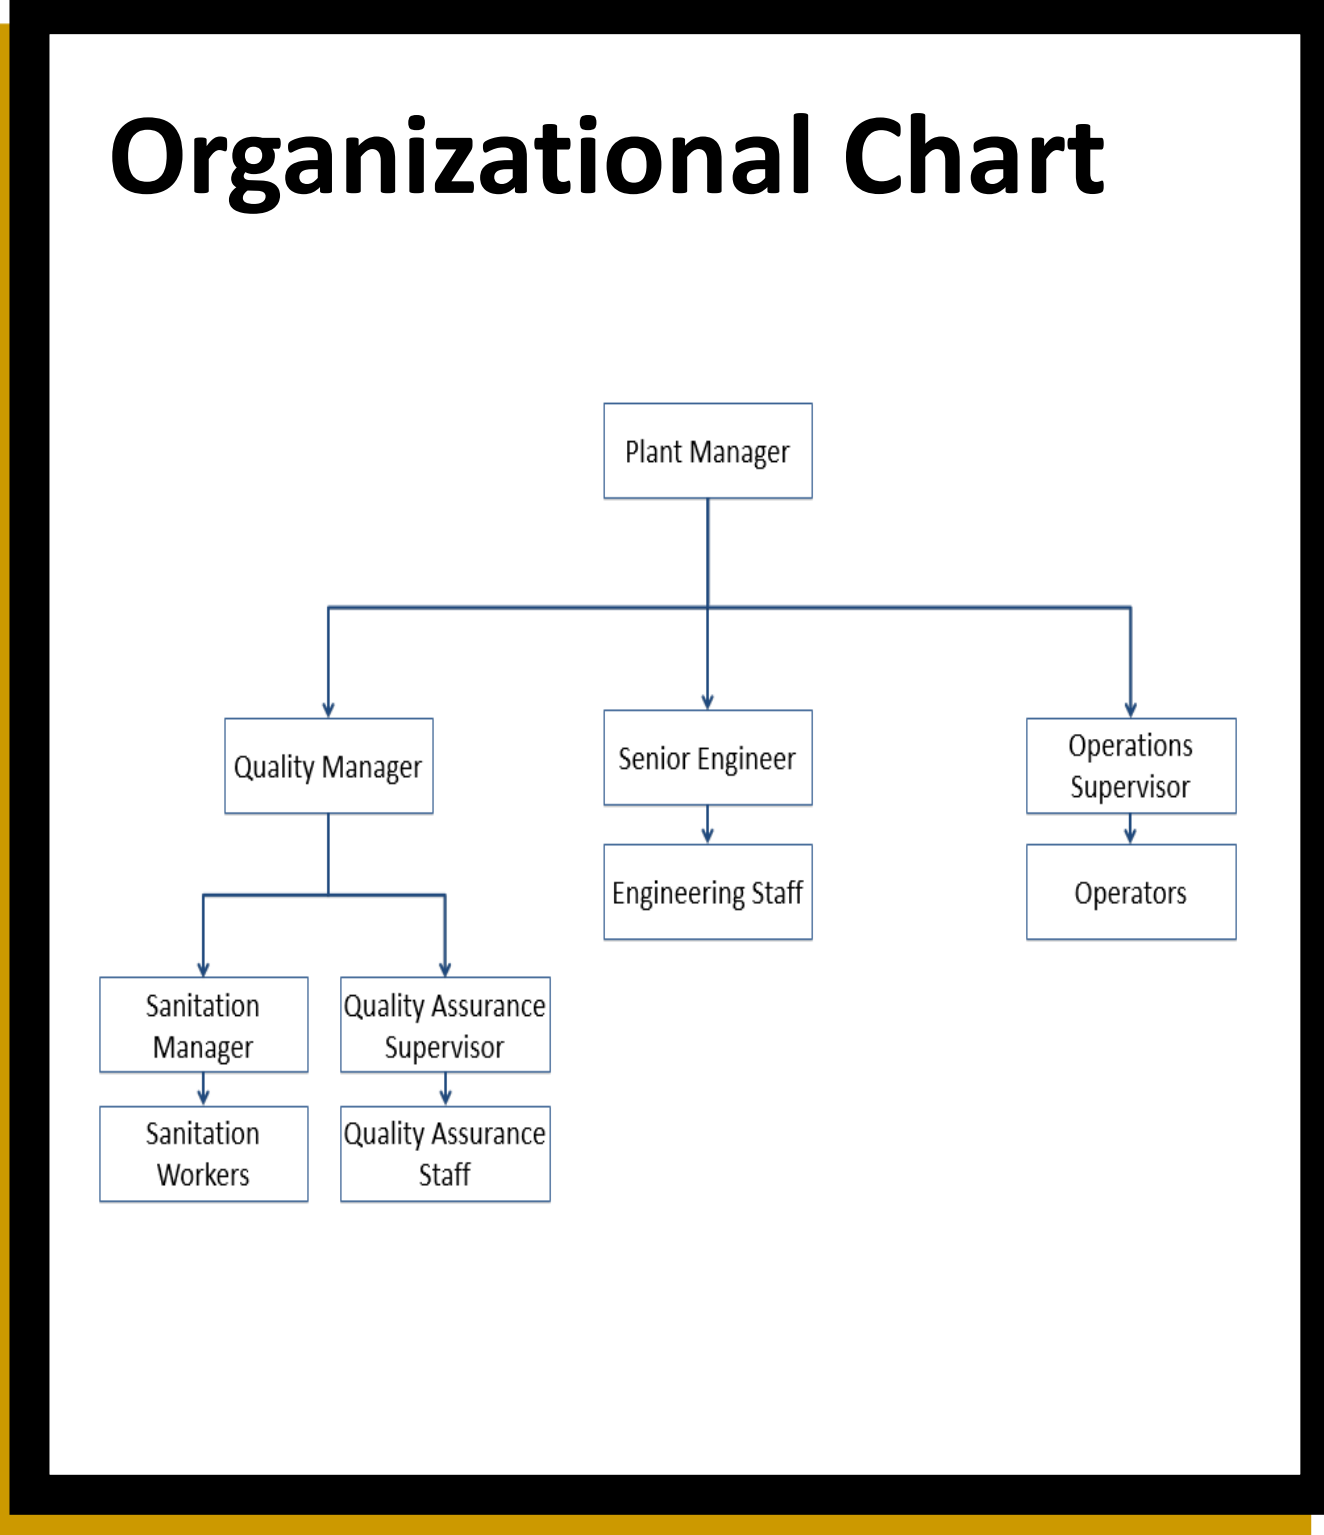 Organizational Chart
Plant Manager
Quality Manager
Senior Engineer
Operations
Supervisor
Engineering Staff
Operators
Sanitation
Manager
Quality Assurance
Supervisor
Sanitation
Workers
Quality Assurance
Staff